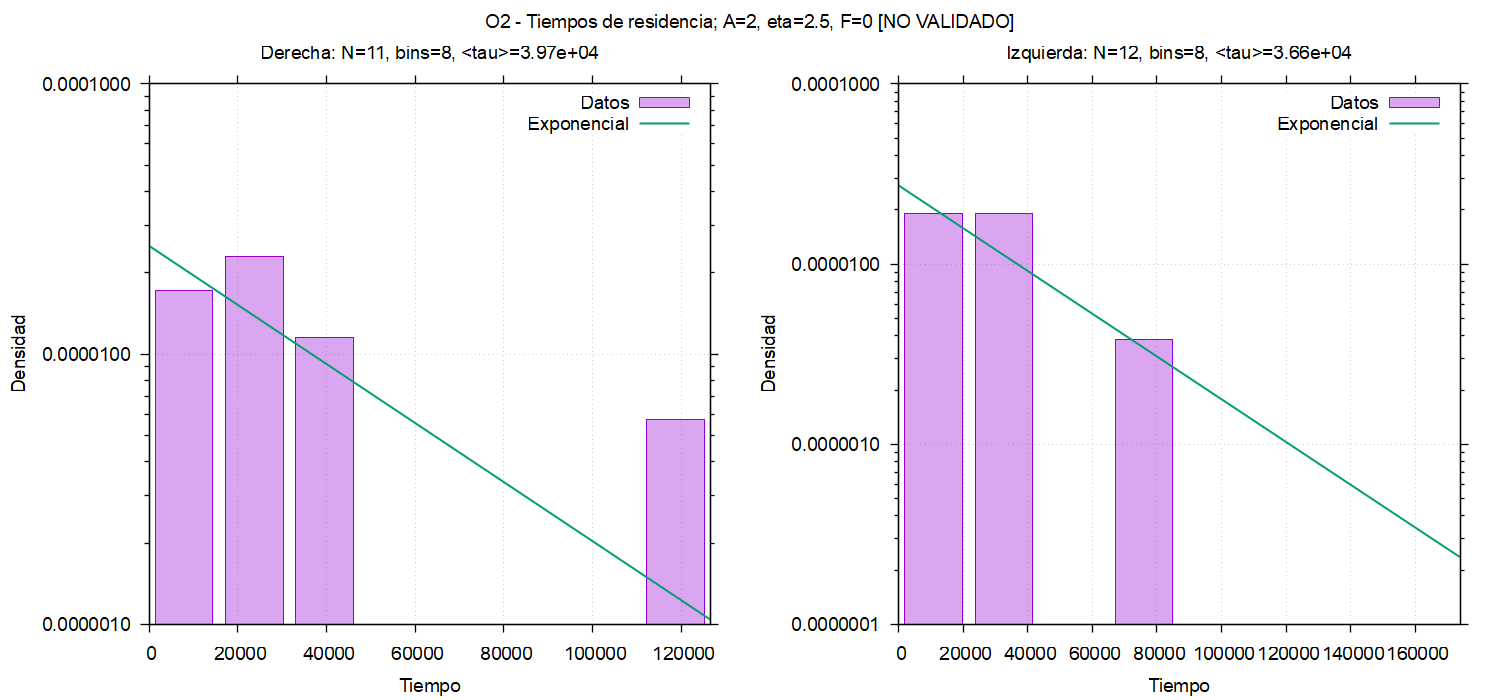 O2 - Tiempos de residencia; A=2, eta=2.5, F=0 [NO VALIDADO]
Derecha: N=11, bins=8, <tau>=3.97e+04
0.0001000
0.0000100
0.0000010
Densidad
Datos
Exponencial
0 20000 40000 60000 80000 100000 120000
Tiempo
Izquierda: N=12, bins=8, <tau>=3.66e+04
0.0001000
0.0000100
0.0000010
0.0000001
Densidad
Datos
Exponencial
0 20000 40000 60000 80000 100000 120000 140000 160000
Tiempo